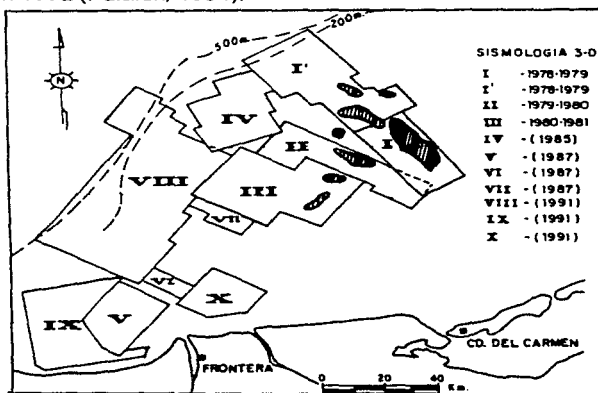 500m.
200m.
N
SISMOLOGIA 3-D
I -1978-1979
I' -1978-1979
II -1979-1980
III -1980-1981
IV -(1985)
V -(1987)
VI -(1987)
VII -(1987)
VIII -(1991)
IX -(1991)
X -(1991)
I'
IV
II
I
VIII
III
VII
VI
X
IX
V
CD. DEL CARMEN
FRONTERA
0 20 40
Km.